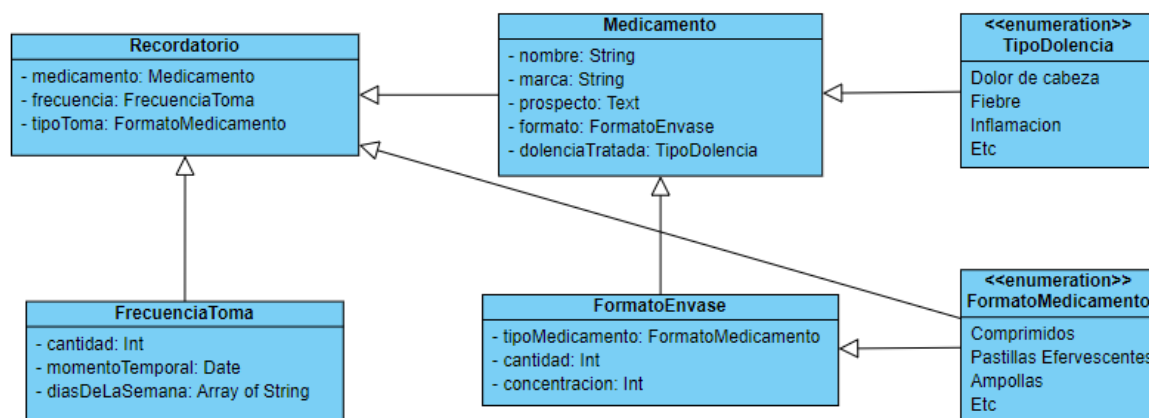 Recordatorio
- medicamento: Medicamento
- frecuencia: FrecuenciaToma
- tipoToma: FormatoMedicamento
Medicamento
- nombre: String
- marca: String
- prospecto: Text
- formato: FormatoEnvase
- dolenciaTratada: TipoDolencia
<<enumeration>>
TipoDolencia
Dolor de cabeza
Fiebre
Inflamacion
Etc
FrecuenciaToma
- cantidad: Int
- momentoTemporal: Date
- diasDeLaSemana: Array of String
FormatoEnvase
- tipoMedicamento: FormatoMedicamento
- cantidad: Int
- concentracion: Int
<<enumeration>>
FormatoMedicamento
Comprimidos
Pastillas Efervescentes
Ampollas
Etc